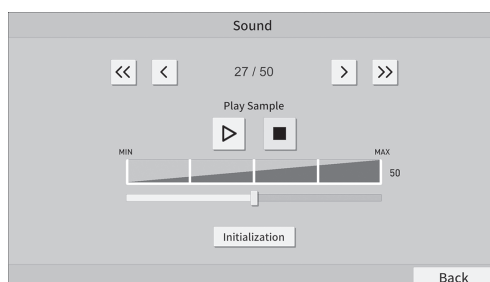 Sound
<< < 27 / 50 > >>
Play Sample
MIN MAX
50
Initialization
Back